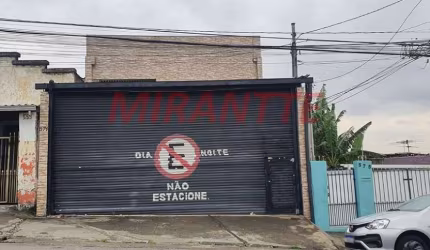 MIRANTTE
DIA NOITE
E
NÃO
ESTACIONE